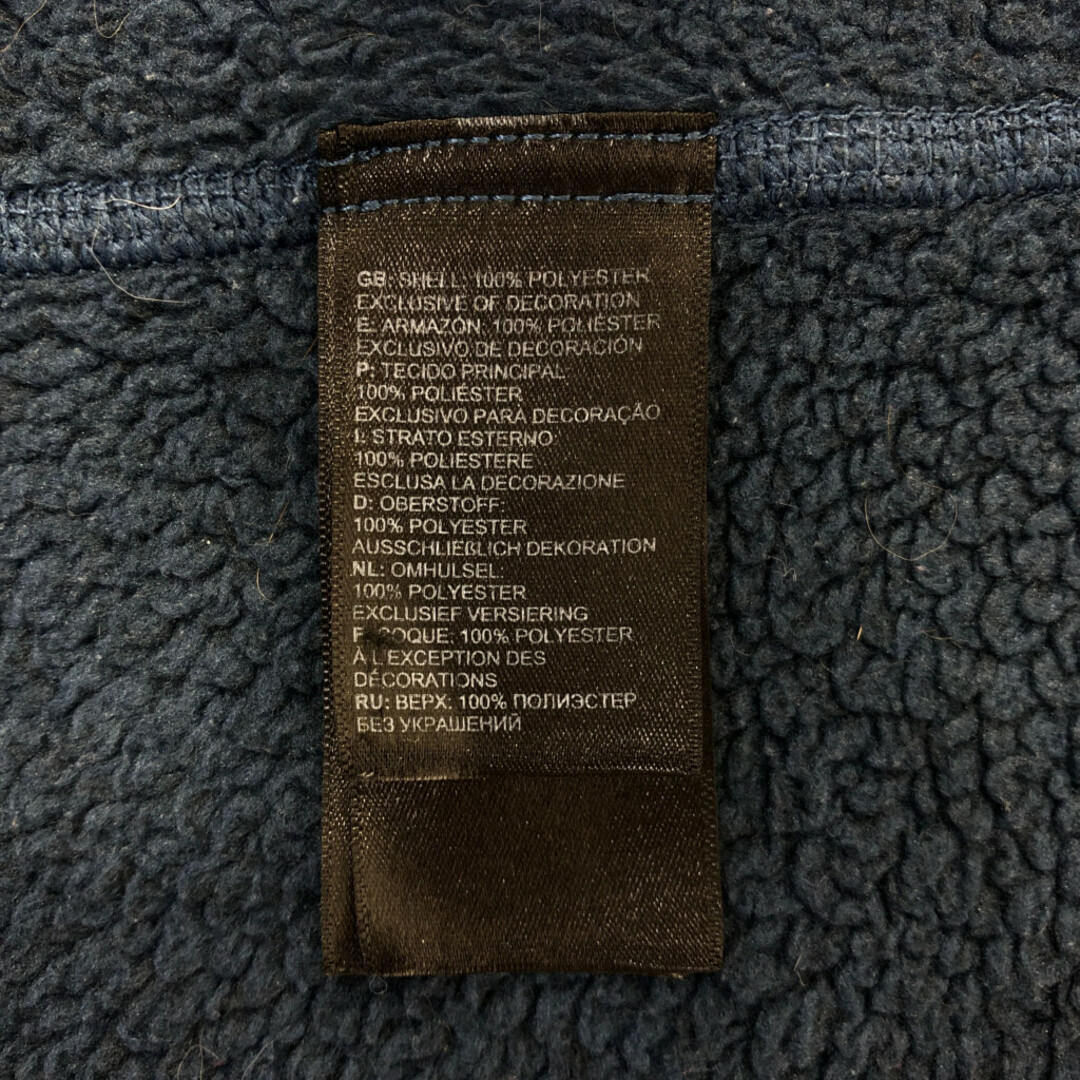 GB: SHELL: 100% POLYESTER
EXCLUSIVE OF DECORATION
E: ARMAZÓN: 100% POLIÉSTER
EXCLUSIVO DE DECORACIÓN
P: TECIDO PRINCIPAL
100% POLIÉSTER
EXCLUSIVO PARA DECORAÇÃO
I: STRATO ESTERNO
100% POLIESTERE
ESCLUSA LA DECORAZIONE
D: OBERSTOFF:
100% POLYESTER
AUSSCHLIEßLICH DEKORATION
NL: OMHULSEL:
100% POLYESTER
EXCLUSIEF VERSIERING
F: COQUE: 100% POLYESTER
À L'EXCEPTION DES
DÉCORATIONS
RU: ВЕРХ: 100% ПОЛИЭСТЕР
БЕЗ УКРАШЕНИЙ